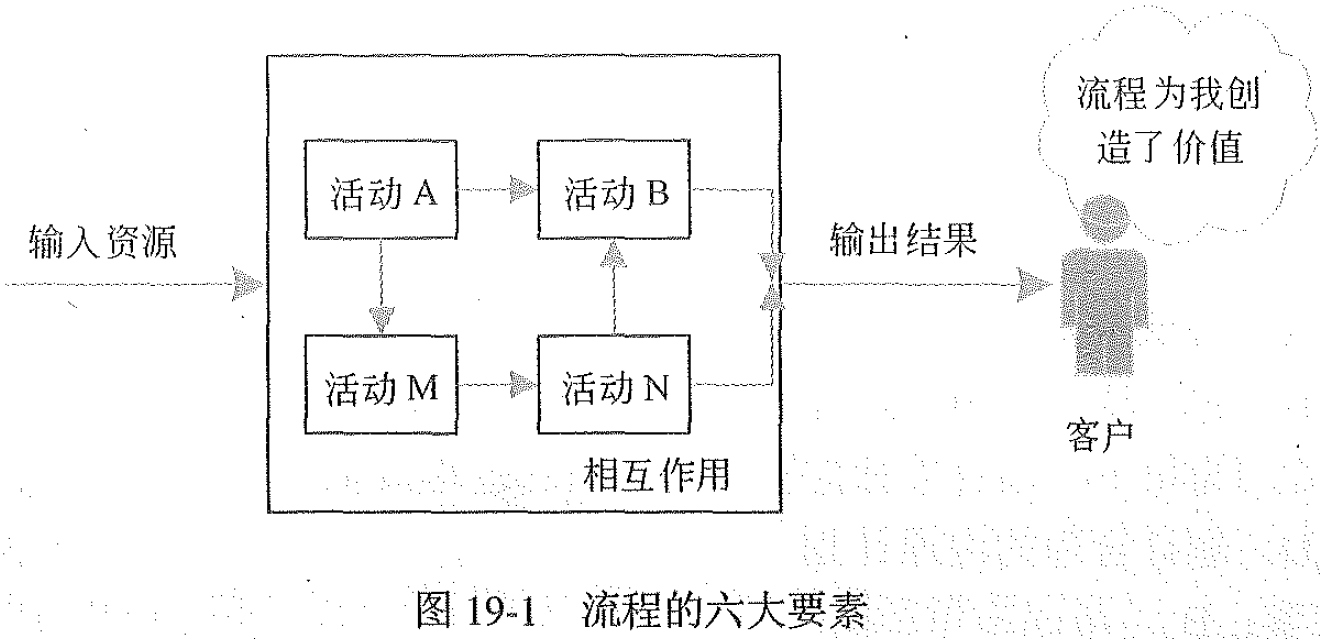 流程为我创
造了价值
活动 A
活动 B
输入资源
输出结果
活动 M
活动 N
客户
相互作用
图 19-1 流程的六大要素